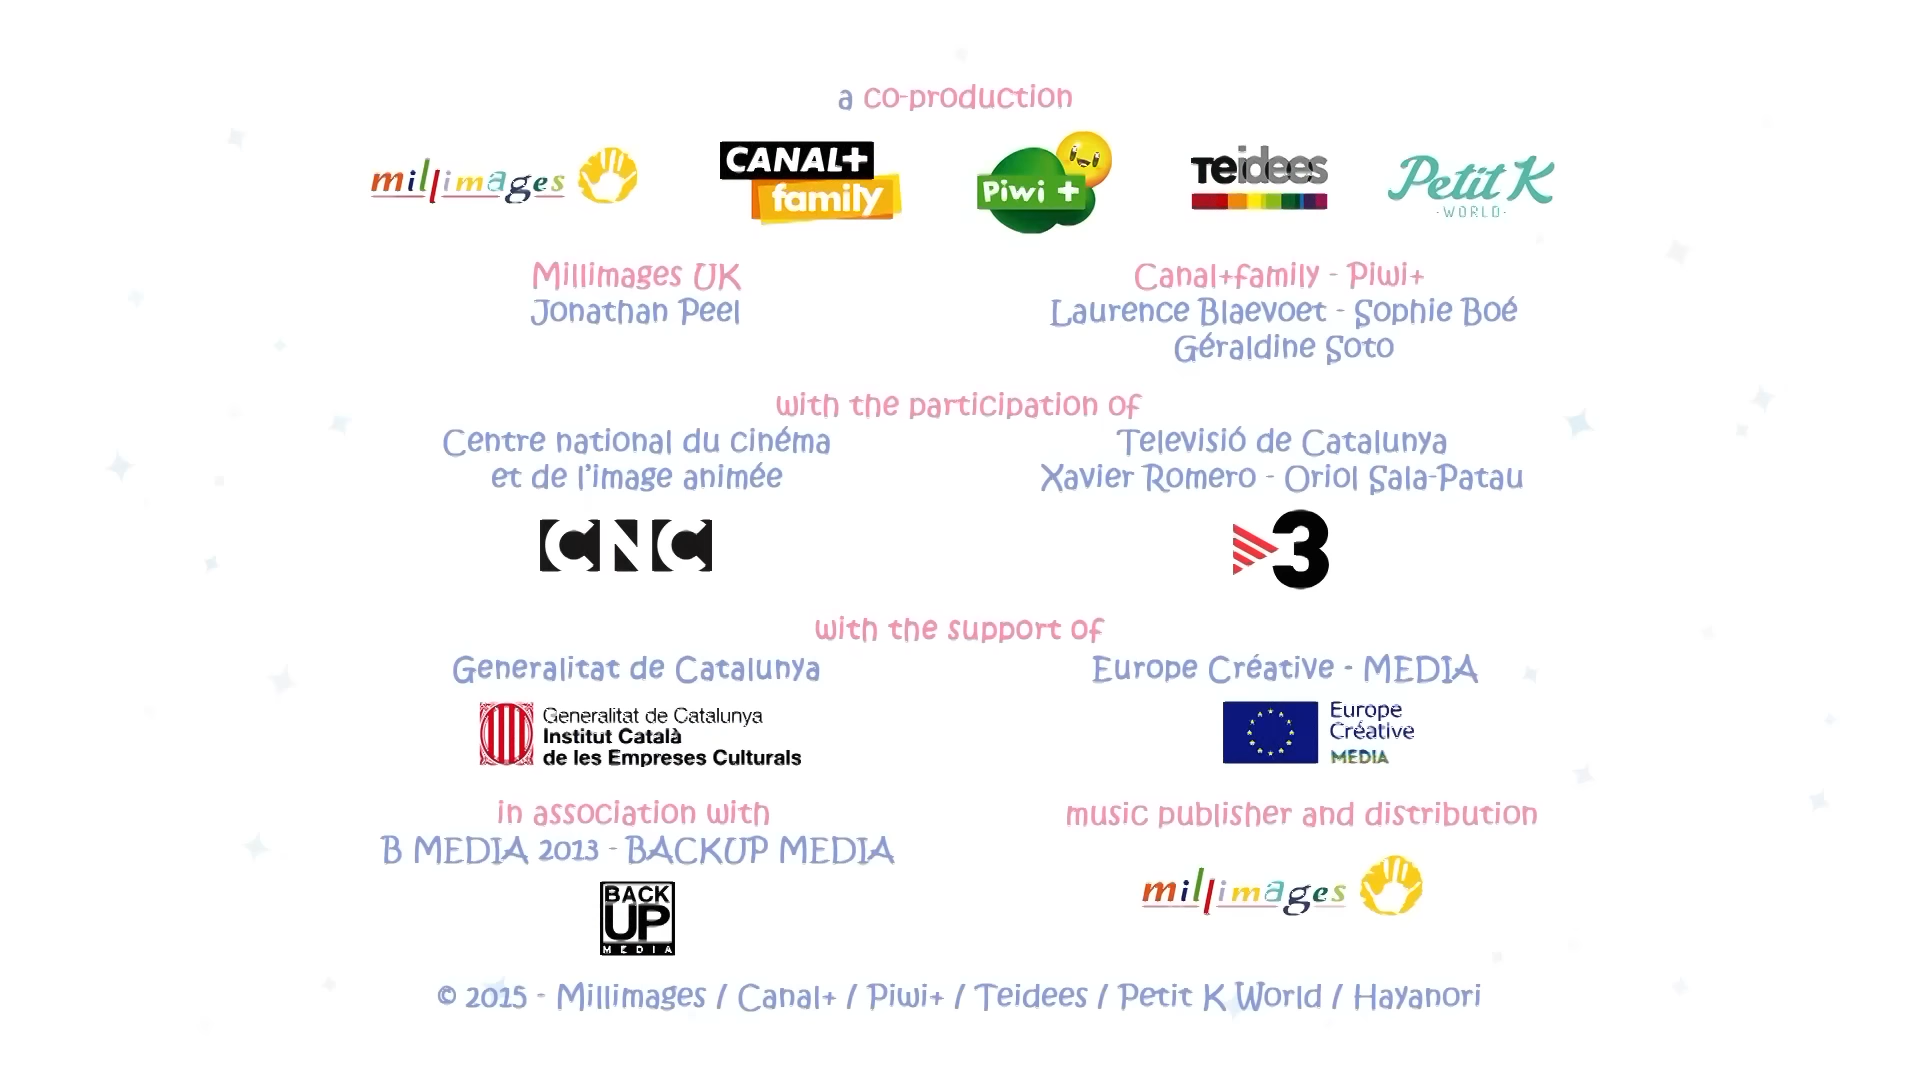 a co-production
millimages
CANAL+
family
Piwi +
Teidees
Petit K
·WORLD·
Millimages UK
Jonathan Peel
Canal+family - Piwi+
Laurence Blaevoet - Sophie Boé
Géraldine Soto
with the participation of
Centre national du cinéma
et de l'image animée
CNC
Televisió de Catalunya
Xavier Romero - Oriol Sala-Patau
3
with the support of
Generalitat de Catalunya
Generalitat de Catalunya
Institut Català
de les Empreses Culturals
Europe Créative - MEDIA
Europe
Créative
MEDIA
in association with
B MEDIA 2013 - BACKUP MEDIA
BACK
UP
MEDIA
music publisher and distribution
millimages
© 2015 - Millimages / Canal+ / Piwi+ / Teidees / Petit K World / Hayanori